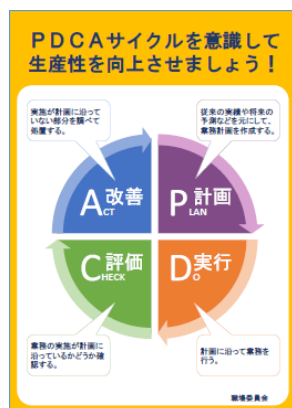 PDCAサイクルを意識して
生産性を向上させましょう！
実施が計画に沿って
いない部分を調べて
処置する。
従来の実績や将来の
予測などを元にして、
業務計画を作成する。
A改善
CT
P計画
LAN
C評価
HECK
D実行
O
業務の実施が計画に
沿っているかどうか確
認する。
計画に沿って業務を
行う。
職場委員会